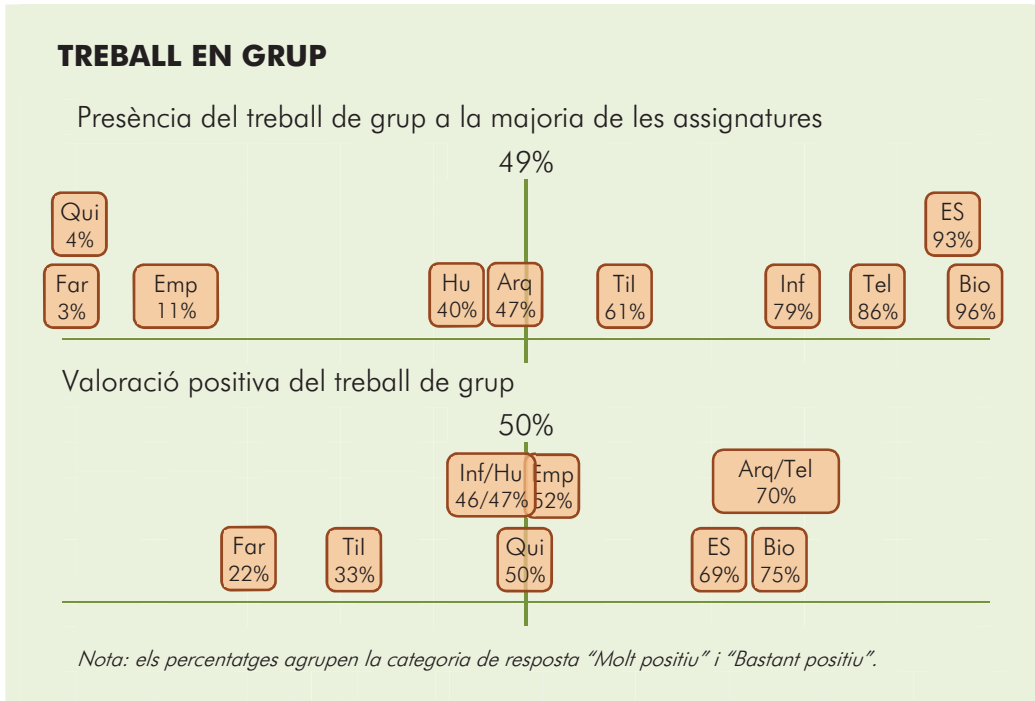 TREBALL EN GRUP
Presència del treball de grup a la majoria de les assignatures
49%
Qui
4%
ES
93%
Far
3%
Emp
11%
Hu
40%
Arq
47%
Til
61%
Inf
79%
Tel
86%
Bio
96%
Valoració positiva del treball de grup
50%
Inf/Hu
46/47%
Emp
52%
Arq/Tel
70%
Far
22%
Til
33%
Qui
50%
ES
69%
Bio
75%
Nota: els percentatges agrupen la categoria de resposta “Molt positiu” i “Bastant positiu”.